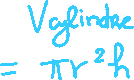 Vcylindre
= πr²h